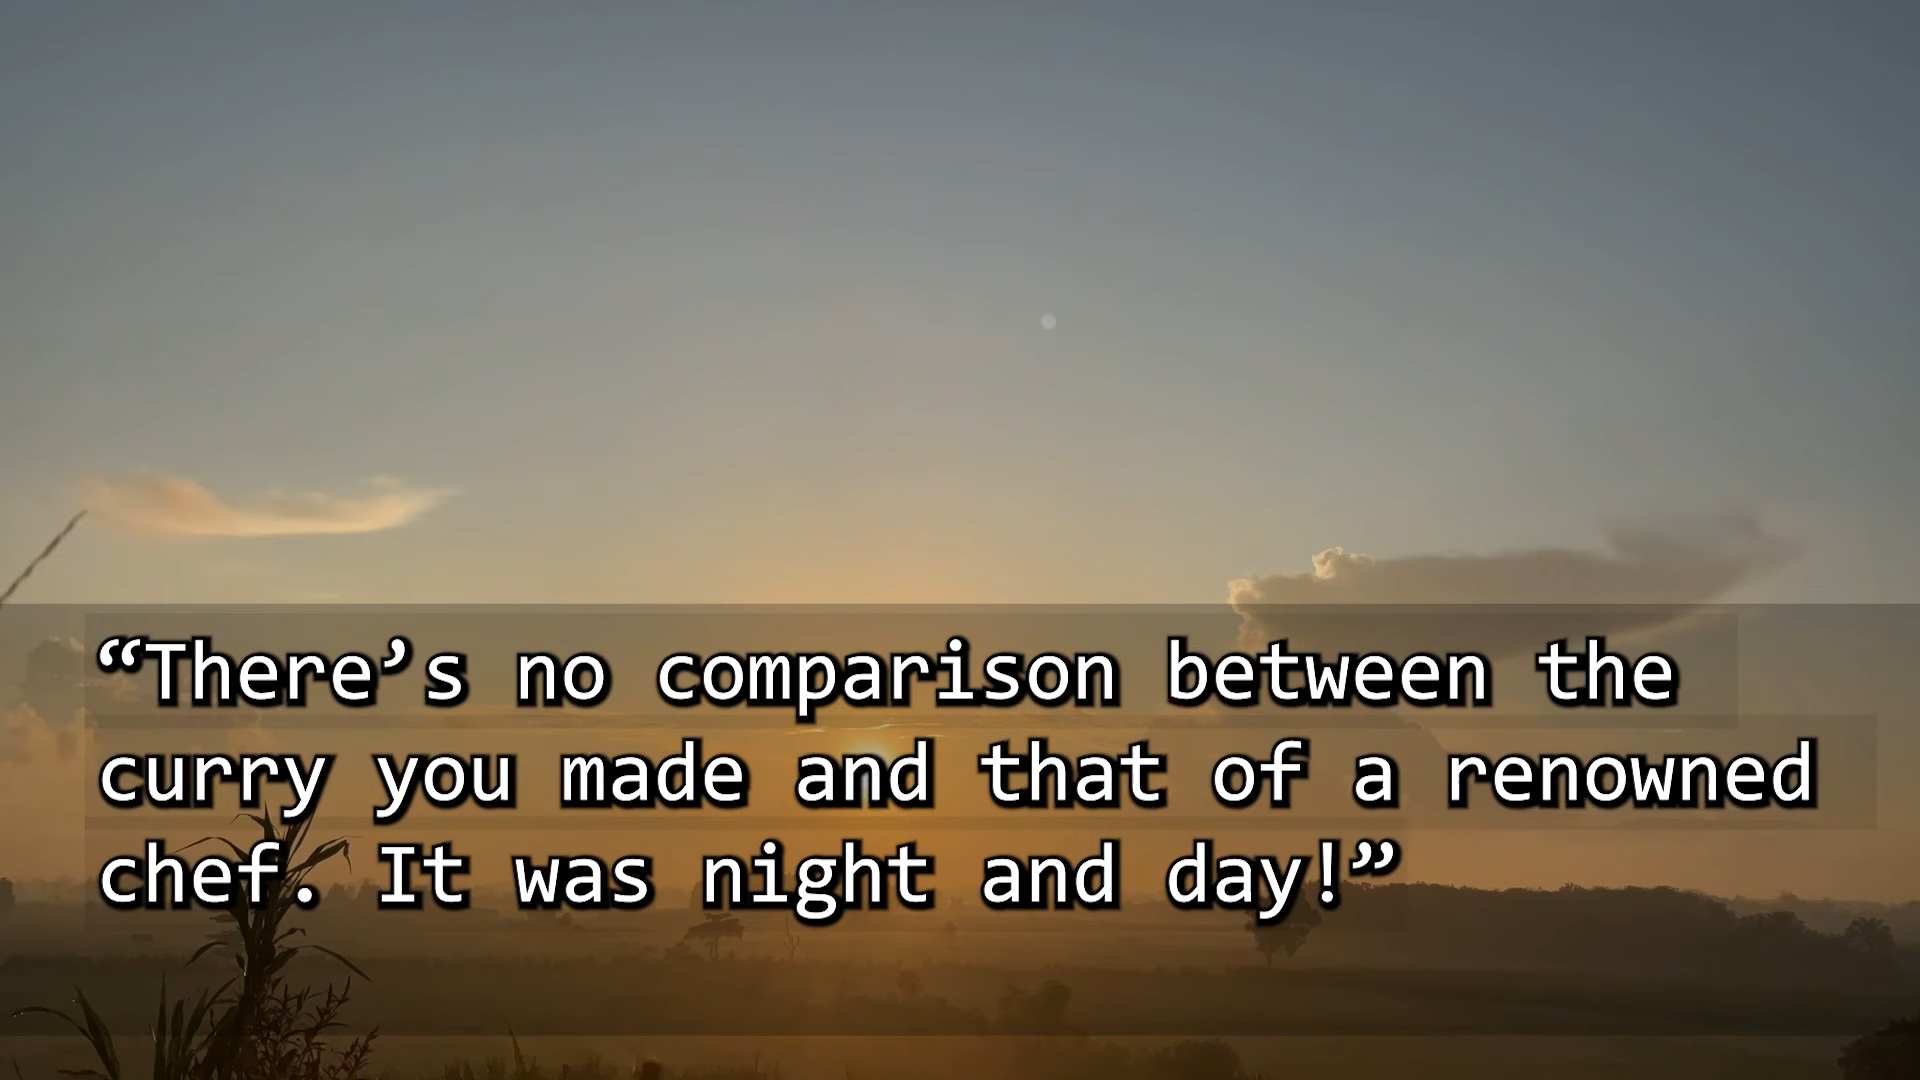 “There’s no comparison between the
curry you made and that of a renowned
chef. It was night and day!”